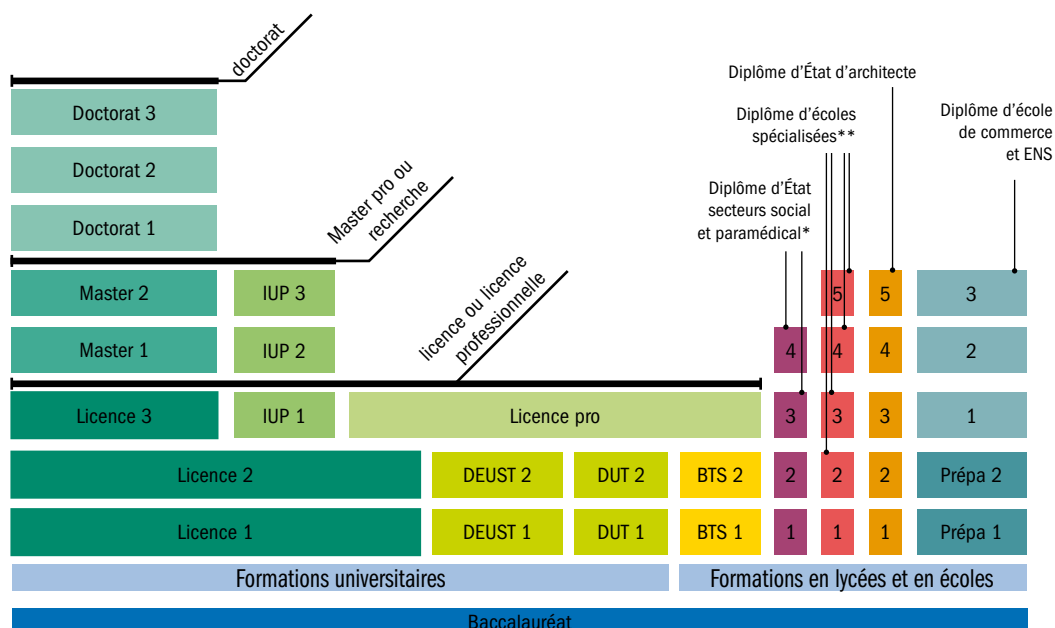 doctorat
Diplôme d'État d'architecte
Doctorat 3
Diplôme d'écoles
spécialisées**
Diplôme d'école
de commerce
et ENS
Doctorat 2
Master pro ou
recherche
Diplôme d'État
secteurs social
et paramédical*
Doctorat 1
licence ou licence
professionnelle
Master 2
IUP 3
5
5
3
Master 1
IUP 2
4
4
4
2
Licence 3
IUP 1
Licence pro
3
3
3
1
Licence 2
DEUST 2
DUT 2
BTS 2
2
2
2
Prépa 2
Licence 1
DEUST 1
DUT 1
BTS 1
1
1
1
Prépa 1
Formations universitaires
Formations en lycées et en écoles
Baccalauréat